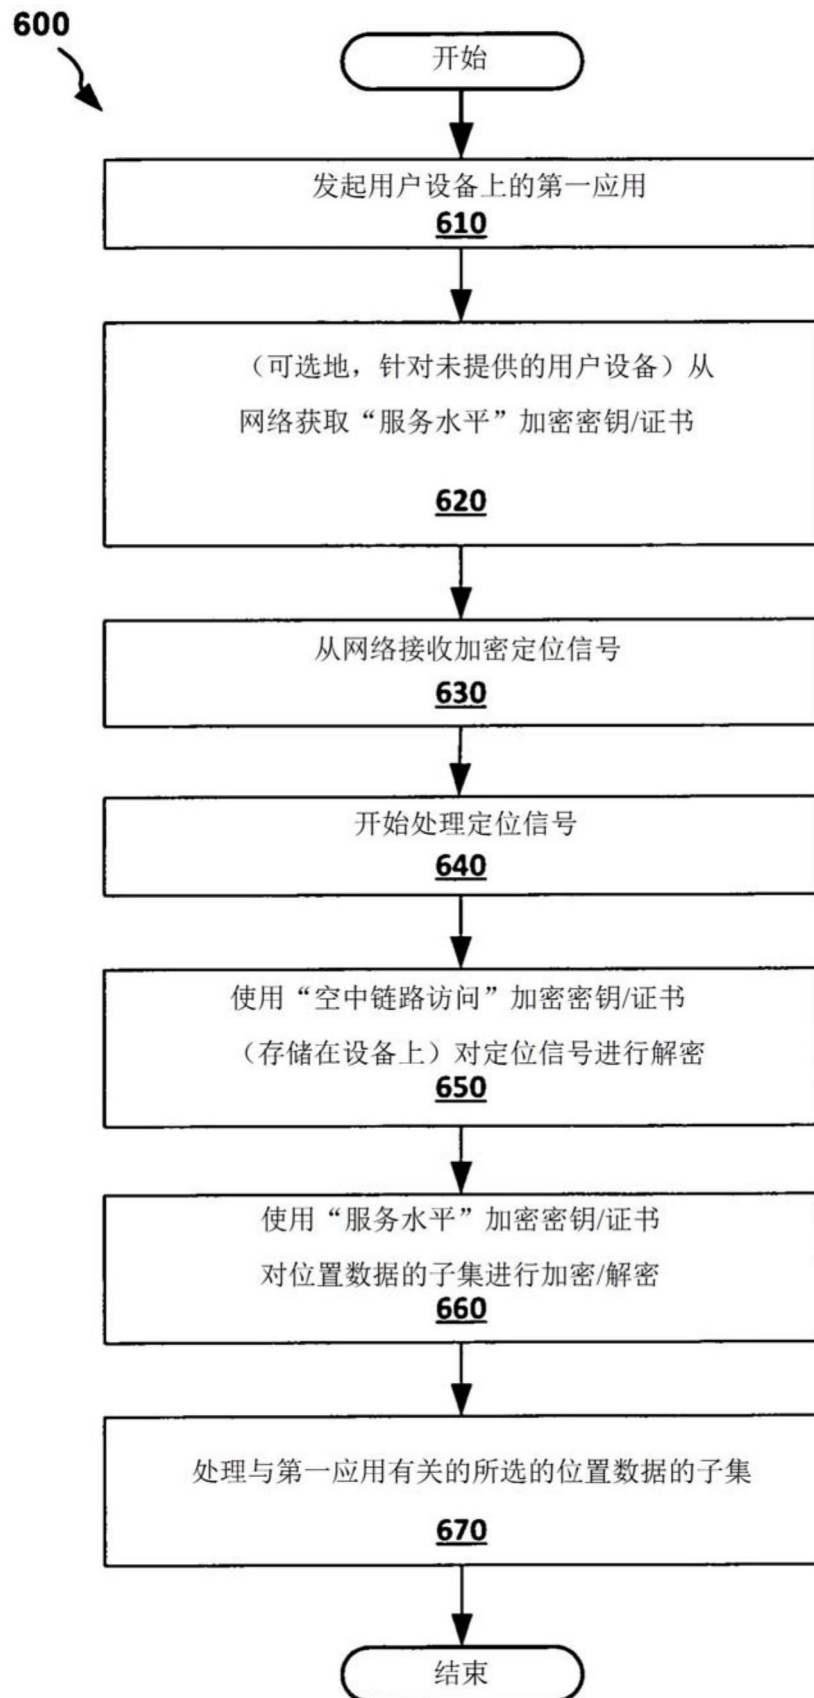 600
开始
发起用户设备上的第一应用
610
（可选地，针对未提供的用户设备）从
网络获取“服务水平”加密密钥/证书
620
从网络接收加密定位信号
630
开始处理定位信号
640
使用“空中链路访问”加密密钥/证书
（存储在设备上）对定位信号进行解密
650
使用“服务水平”加密密钥/证书
对位置数据的子集进行加密/解密
660
处理与第一应用有关的所选的位置数据的子集
670
结束